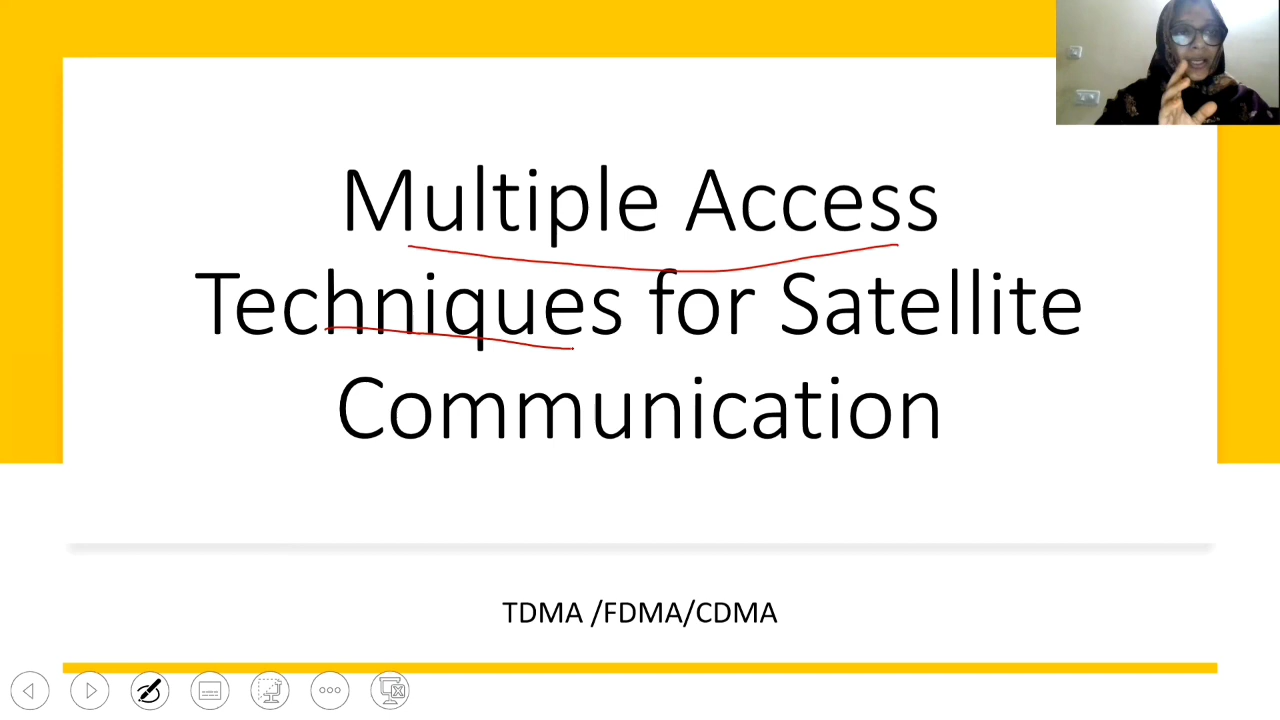 Multiple Access
Techniques for Satellite
Communication
TDMA /FDMA/CDMA